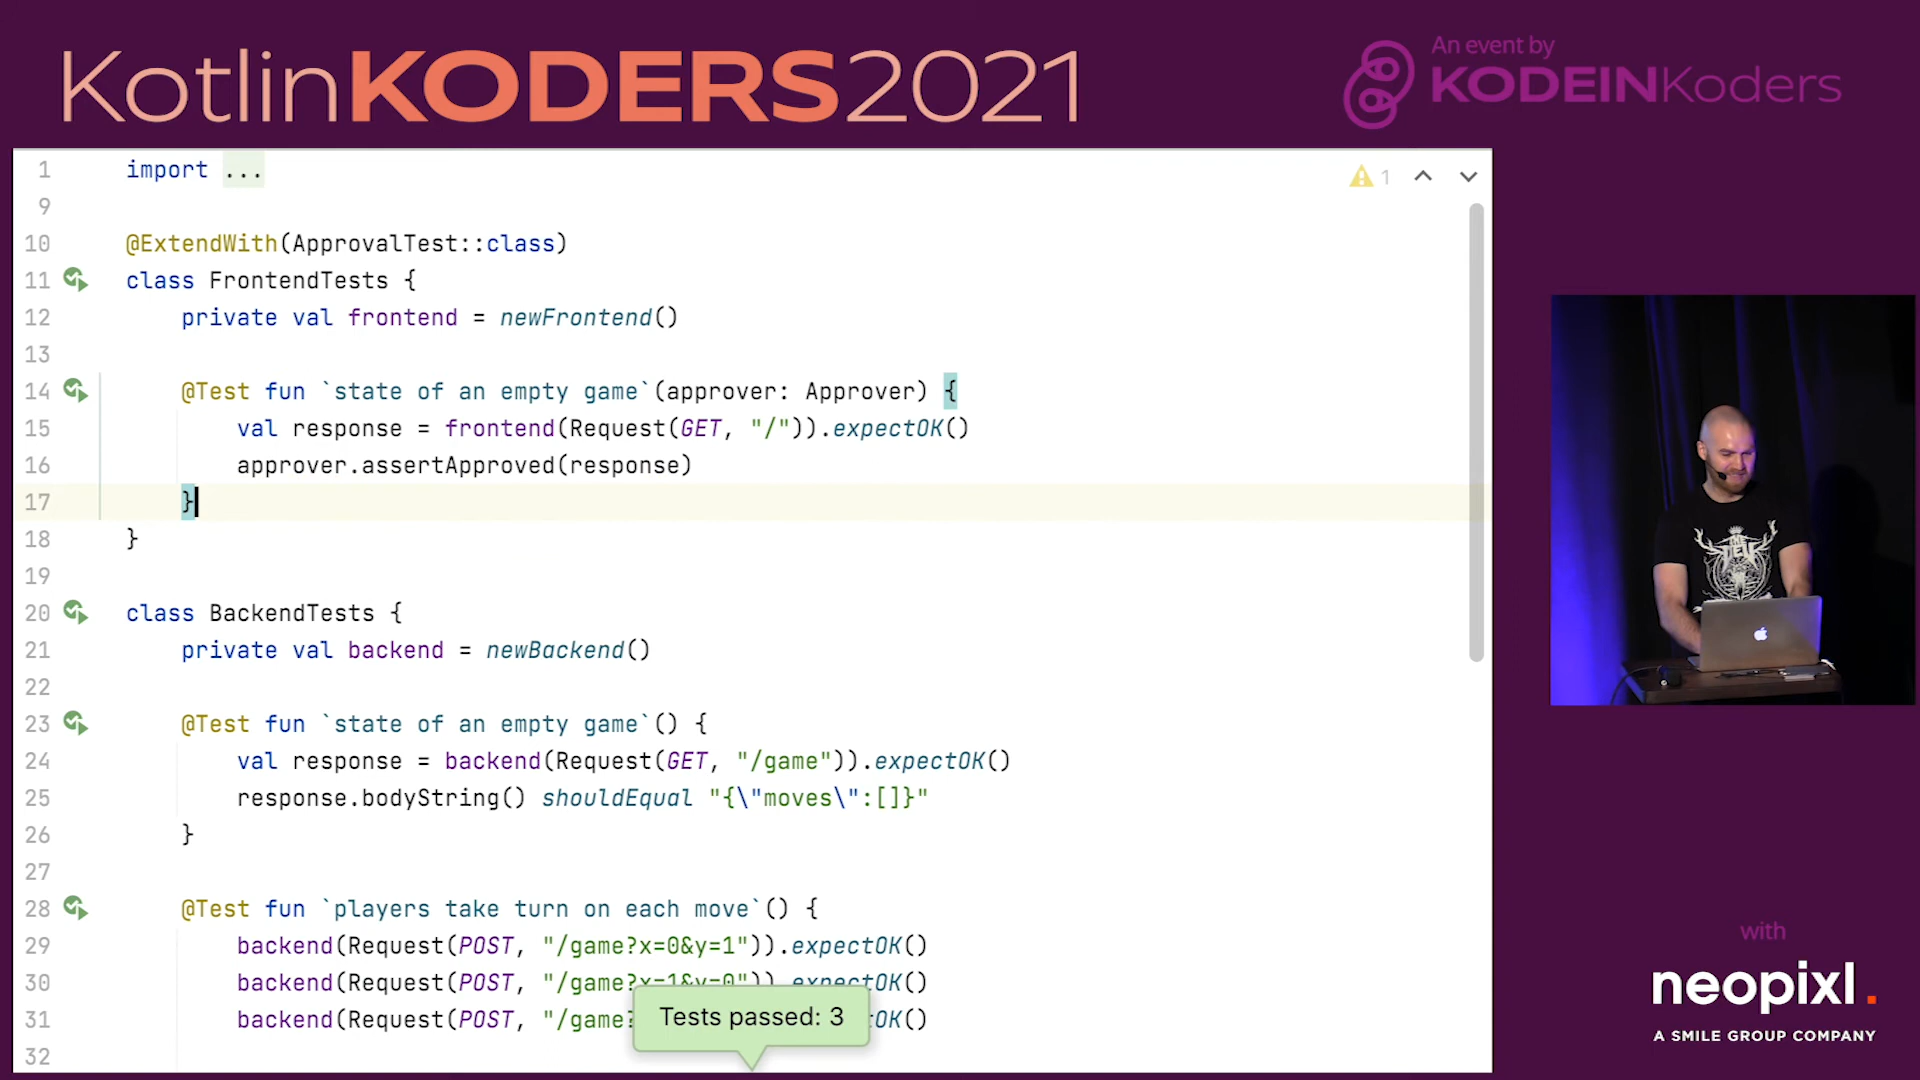 KotlinKODERS2021
An event by
KODEINKoders
1 import ...
9
10 @ExtendWith(ApprovalTest::class)
11 class FrontendTests {
12 private val frontend = newFrontend()
13
14 @Test fun `state of an empty game`(approver: Approver) {
15 val response = frontend(Request(GET, "/")).expectOK()
16 approver.assertApproved(response)
17 }
18 }
19
20 class BackendTests {
21 private val backend = newBackend()
22
23 @Test fun `state of an empty game`() {
24 val response = backend(Request(GET, "/game")).expectOK()
25 response.bodyString() shouldEqual "{\"moves\":[]}"
26 }
27
28 @Test fun `players take turn on each move`() {
29 backend(Request(POST, "/game?x=0&y=1")).expectOK()
30 backend(Request(POST, "/game?x=1&y=0")).expectOK()
31 backend(Request(POST, "/game? OK()
32
1
Tests passed: 3
with
neopixl.
A SMILE GROUP COMPANY